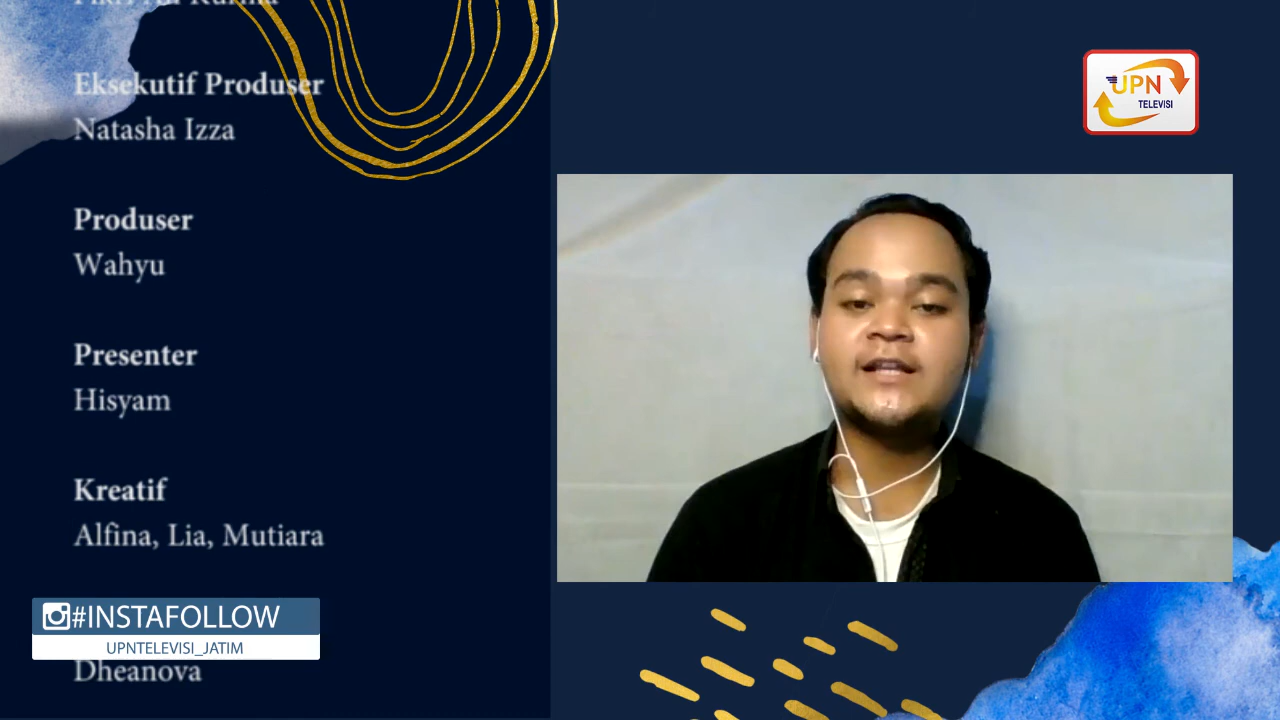 Eksekutif Produser
Natasha Izza
Produser
Wahyu
Presenter
Hisyam
Kreatif
Alfina, Lia, Mutiara
#INSTAFOLLOW
UPNTELEVISI_JATIM
Dheanova
UPN
TELEVISI